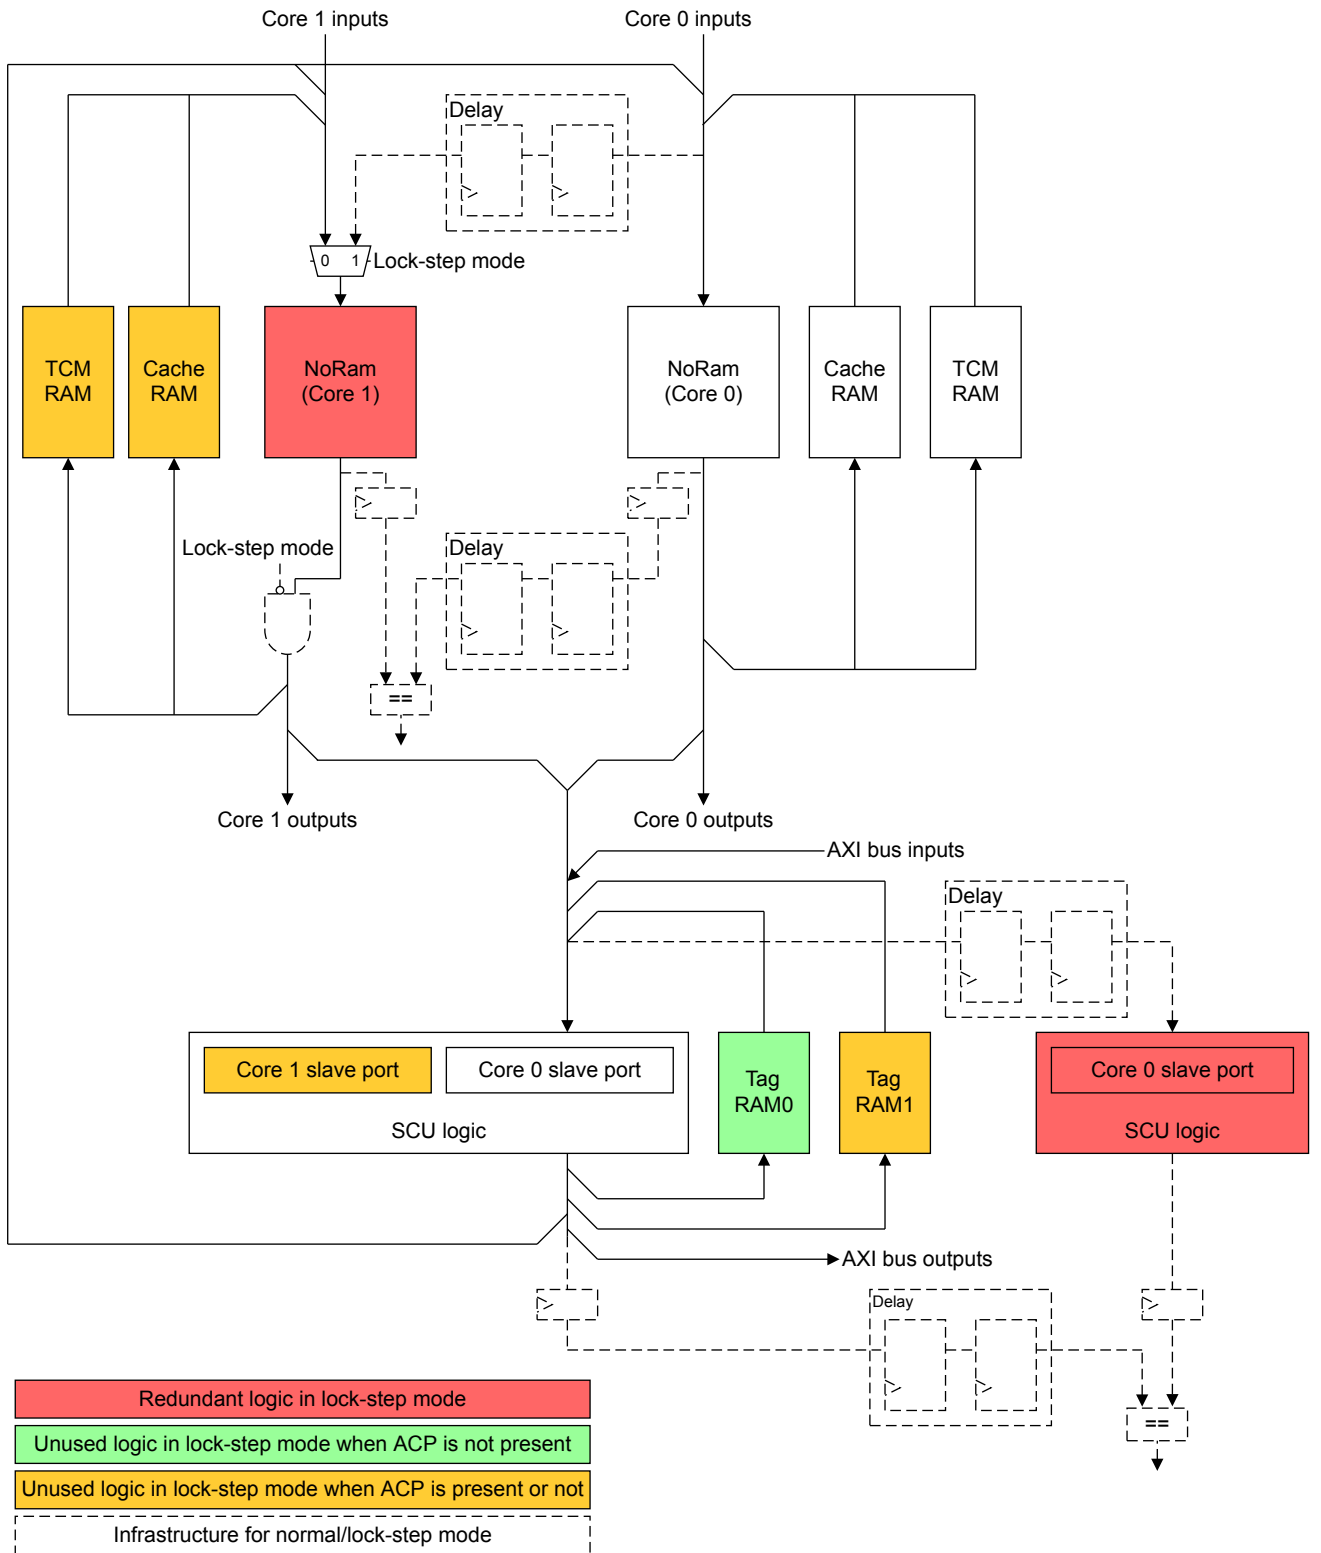 Core 1 inputs
Core 0 inputs
Delay
0 1
Lock-step mode
TCM
RAM
Cache
RAM
NoRam
(Core 1)
NoRam
(Core 0)
Cache
RAM
TCM
RAM
Lock-step mode
Delay
==
Core 1 outputs
Core 0 outputs
AXI bus inputs
Delay
Core 1 slave port
Core 0 slave port
SCU logic
Tag
RAM0
Tag
RAM1
Core 0 slave port
SCU logic
AXI bus outputs
Delay
==
Redundant logic in lock-step mode
Unused logic in lock-step mode when ACP is not present
Unused logic in lock-step mode when ACP is present or not
Infrastructure for normal/lock-step mode